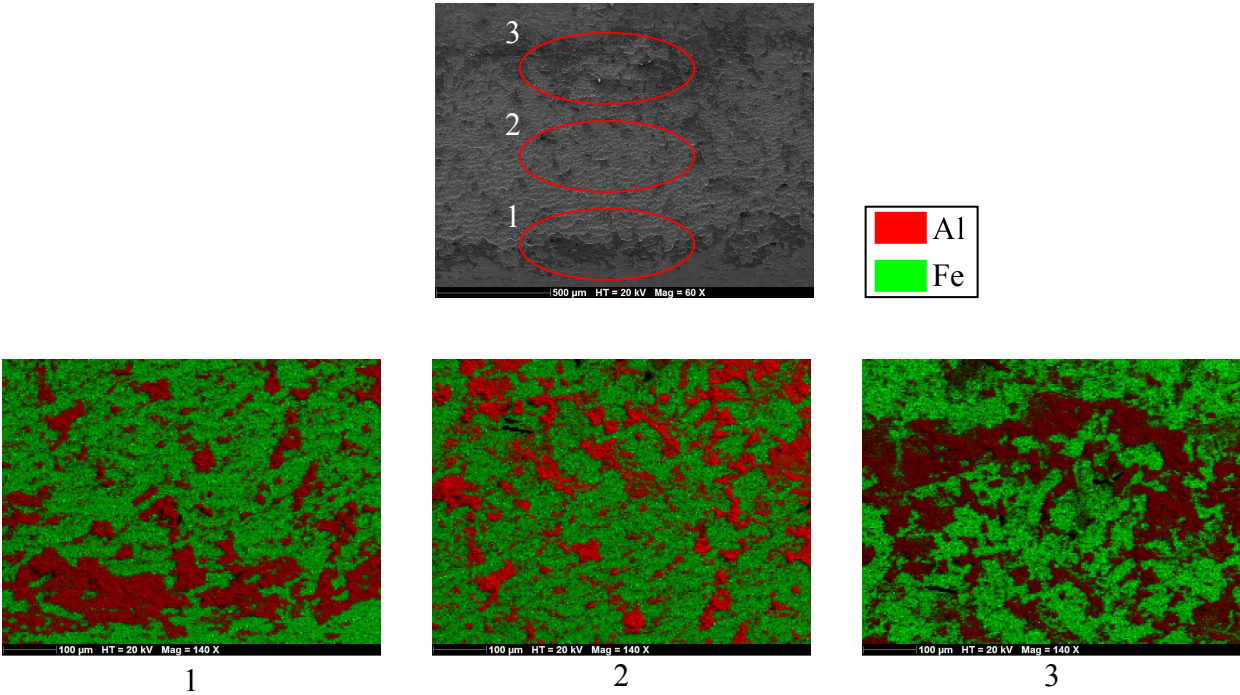 3
2
1
500 µm HT = 20 kV Mag = 60 X
Al
Fe
100 µm HT = 20 kV Mag = 140 X
100 µm HT = 20 kV Mag = 140 X
100 µm HT = 20 kV Mag = 140 X
1
2
3